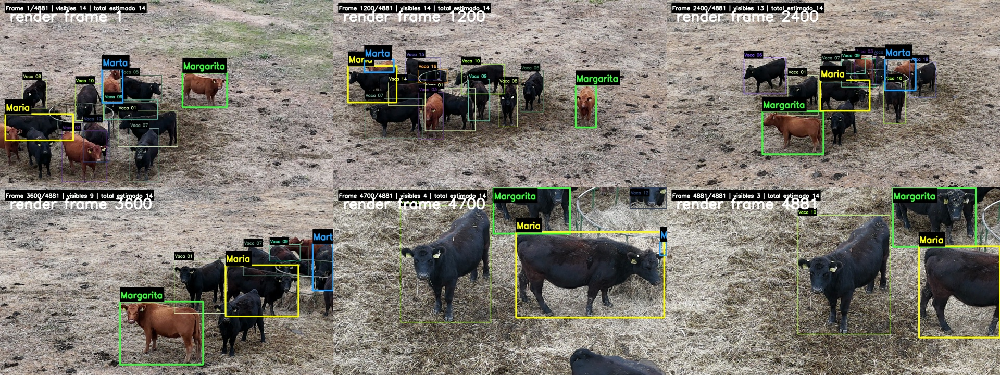 Frame 1/4881 | visibles 14 | total estimado 14
render frame 1
Marta
Margarita
Vaca 05
Vaca 08
Vaca 10
Vaca 09
Maria
Vaca 01
Vaca 12
Vaca 03
Vaca 07
Frame 1200/4881 | visibles 14 | total estimado 14
render frame 1200
Marta
Vaca 15
Maria
Vaca 10
Vaca 16
Vaca 05
Vaca 14
Vaca 09
Vaca 08
Margarita
Vaca 01
Vaca 03
Vaca 07
Frame 2400/4881 | visibles 13 | total estimado 14
render frame 2400
Vaca 06
Vaca 07
Vaca 09
Vaca 03
Marta
Vaca 19
Vaca 01
Maria
Vaca 10
Margarita
Frame 3600/4881 | visibles 9 | total estimado 14
render frame 3600
Vaca 07
Vaca 09
Mart
Vaca 01
Maria
Margarita
Frame 4700/4881 | visibles 4 | total estimado 14
render frame 4700
Margarita
Vaca 12
Maria
M
Frame 4881/4881 | visibles 3 | total estimado 14
render frame 4881
Margarita
Vaca 10
Maria